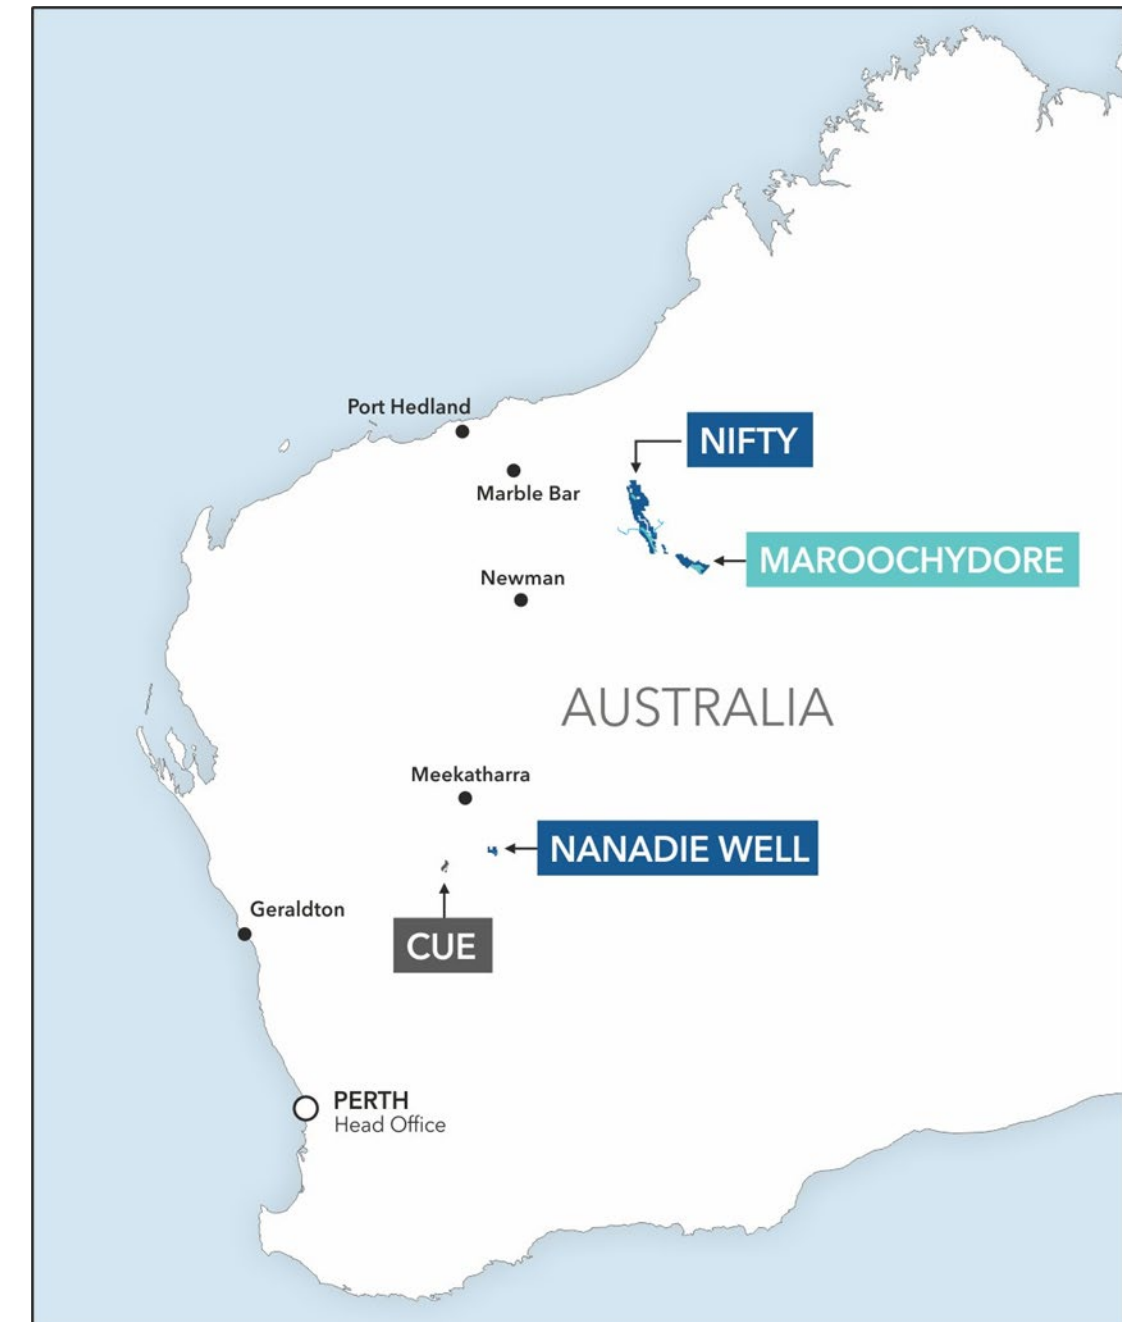 Port Hedland
NIFTY
Marble Bar
MAROOCHYDORE
Newman
AUSTRALIA
Meekatharra
NANADIE WELL
Geraldton
CUE
PERTH
Head Office